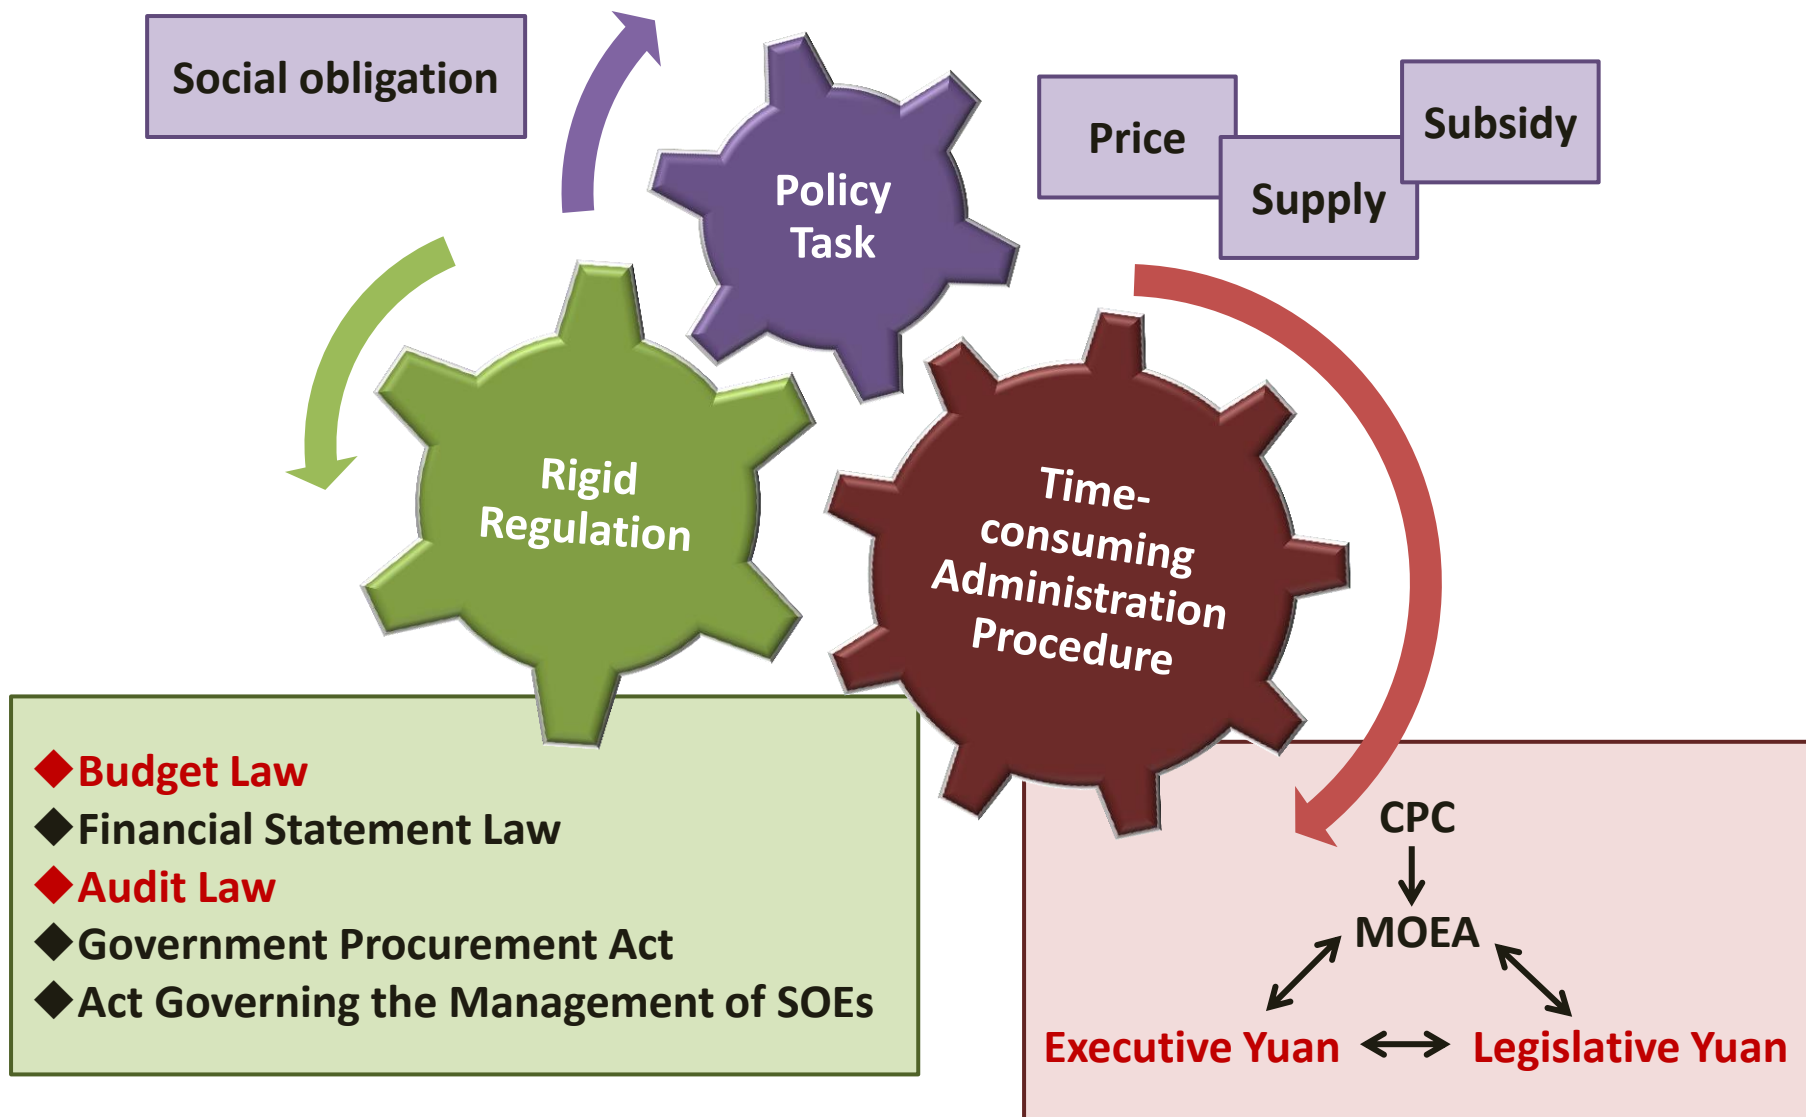 Social obligation
Price
Supply
Subsidy
Policy
Task
Rigid
Regulation
Time-
consuming
Administration
Procedure
◆Budget Law
◆Financial Statement Law
◆Audit Law
◆Government Procurement Act
◆Act Governing the Management of SOEs
CPC
MOEA
Executive Yuan
Legislative Yuan